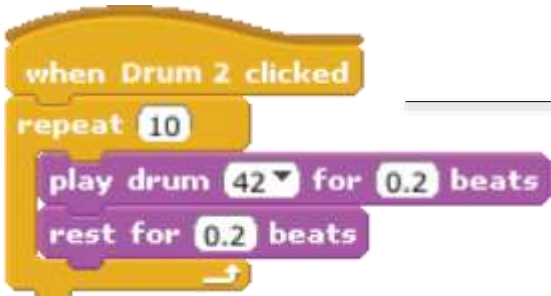 when Drum 2 clicked
repeat 10
play drum 42 for 0.2 beats
rest for 0.2 beats